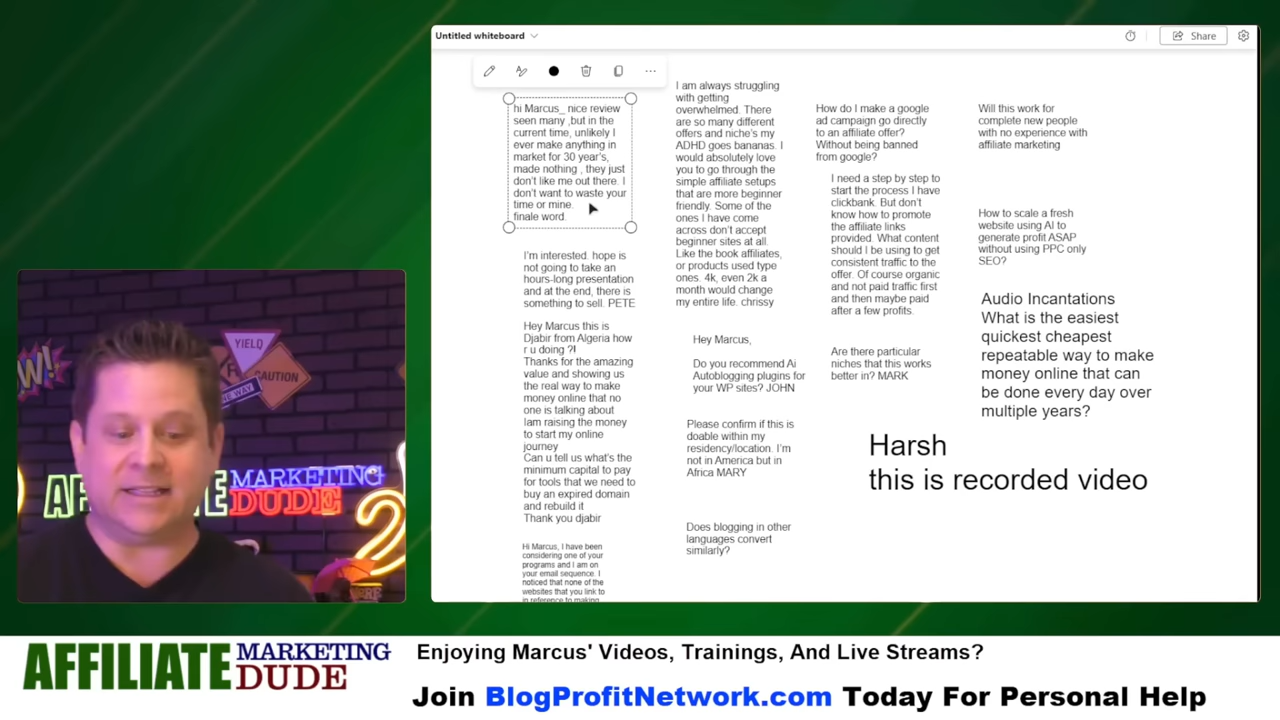 Untitled whiteboard
Share
hi Marcus_ nice review
seen many ,but in the
current time, unlikely I
ever make anything in
market for 30 year's,
made nothing , they just
don't like me out there. I
don't want to waste your
time or mine.
finale word.
I'm interested. hope is
not going to take an
hours-long presentation
and at the end, there is
something to sell. PETE
Hey Marcus this is
Djabir from Algeria how
r u doing ?!
Thanks for the amazing
value and showing us
the real way to make
money online that no
one is talking about
Iam raising the money
to start my online
journey
Can u tell us what's the
minimum capital to pay
for tools that we need to
buy an expired domain
and rebuild it
Thank you djabir
Hi Marcus, I have been
considering one of your
programs and I am on
your email sequence. I
noticed that none of the
websites that you link to
in reference to making
I am always struggling
with getting
overwhelmed. There
are so many different
offers and niche's my
ADHD goes bananas. I
would absolutely love
you to go through the
simple affiliate setups
that are more beginner
friendly. Some of the
ones I have come
across don't accept
beginner sites at all.
Like the book affiliates,
or products used type
ones. 4k, even 2k a
month would change
my entire life. chrissy
Hey Marcus,
Do you recommend Ai
Autoblogging plugins for
your WP sites? JOHN
Please confirm if this is
doable within my
residency/location. I'm
not in America but in
Africa MARY
Does blogging in other
languages convert
similarly?
How do I make a google
ad campaign go directly
to an affiliate offer?
Without being banned
from google?
I need a step by step to
start the process I have
clickbank. But don't
know how to promote
the affiliate links
provided. What content
should I be using to get
consistent traffic to the
offer. Of course organic
and not paid traffic first
and then maybe paid
after a few profits.
Are there particular
niches that this works
better in? MARK
Will this work for
complete new people
with no experience with
affiliate marketing
How to scale a fresh
website using AI to
generate profit ASAP
without using PPC only
SEO?
Audio Incantations
What is the easiest
quickest cheapest
repeatable way to make
money online that can
be done every day over
multiple years?
Harsh
this is recorded video
YIELD
CAUTION
WAY
MARKETING
DUDE
AFFILIATE MARKETING
DUDE
Enjoying Marcus' Videos, Trainings, And Live Streams?
Join BlogProfitNetwork.com Today For Personal Help